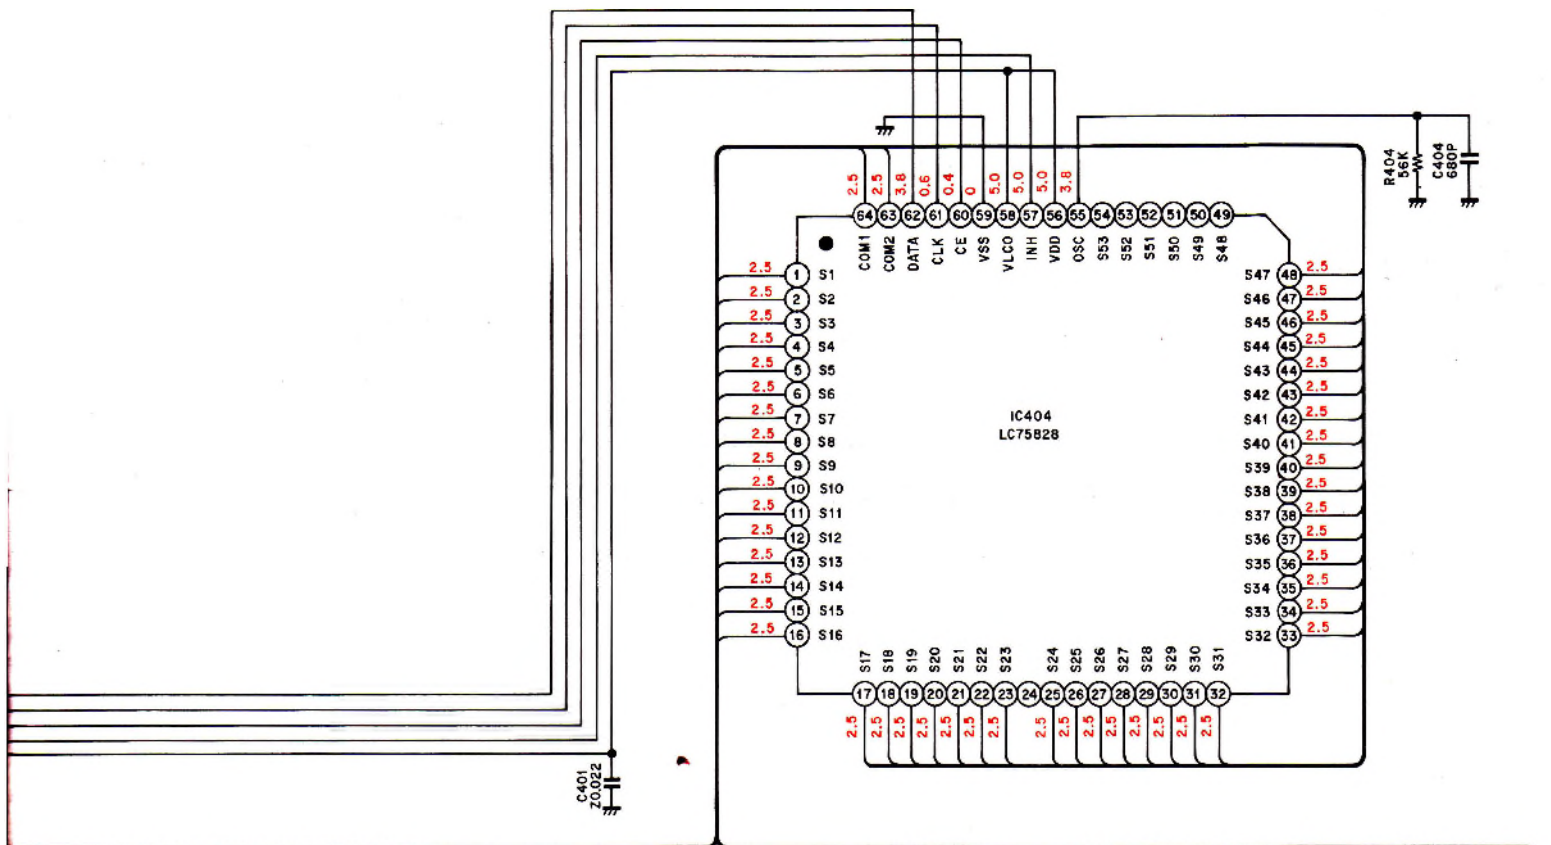 R404
56K
C404
680P
2.5 2.5 3.8 0.6 0.4 0 5.0 5.0 5.0 3.8
64 63 62 61 60 59 58 57 56 55 54 53 52 51 50 49
COM1 COM2 DATA CLK CE VSS VLCO INH VDD OSC S53 S52 S51 S50 S49 S48
2.5 1 S1 S47 48 2.5
2.5 2 S2 S46 47 2.5
2.5 3 S3 S45 46 2.5
2.5 4 S4 S44 45 2.5
2.5 5 S5 S43 44 2.5
2.5 6 S6 S42 43 2.5
2.5 7 S7 S41 42 2.5
2.5 8 S8 S40 41 2.5
2.5 9 S9 S39 40 2.5
2.5 10 S10 S38 39 2.5
2.5 11 S11 S37 38 2.5
2.5 12 S12 S36 37 2.5
2.5 13 S13 S35 36 2.5
2.5 14 S14 S34 35 2.5
2.5 15 S15 S33 34 2.5
2.5 16 S16 S32 33 2.5
IC404
LC75828
S17 S18 S19 S20 S21 S22 S23 S24 S25 S26 S27 S28 S29 S30 S31
17 18 19 20 21 22 23 24 25 26 27 28 29 30 31 32
2.5 2.5 2.5 2.5 2.5 2.5 2.5 2.5 2.5 2.5 2.5 2.5 2.5 2.5 2.5
C401
Z0.022